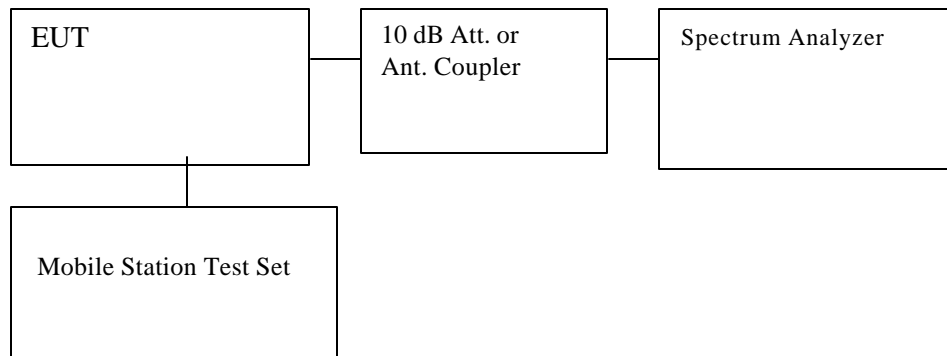 EUT
10 dB Att. or
Ant. Coupler
Spectrum Analyzer
Mobile Station Test Set